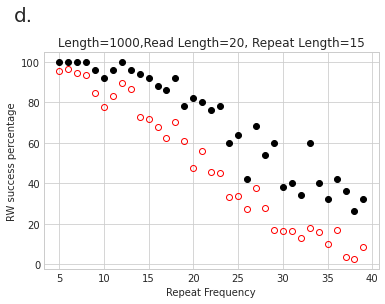 d.
Length=1000,Read Length=20, Repeat Length=15
100
80
60
40
20
0
RW success percentage
5 10 15 20 25 30 35 40
Repeat Frequency